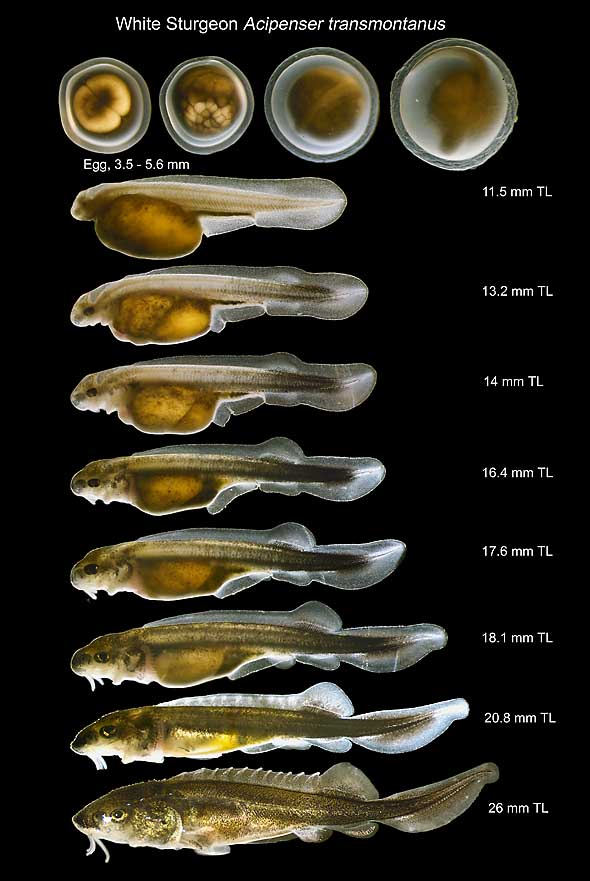 White Sturgeon Acipenser transmontanus
Egg, 3.5 - 5.6 mm
11.5 mm TL
13.2 mm TL
14 mm TL
16.4 mm TL
17.6 mm TL
18.1 mm TL
20.8 mm TL
26 mm TL